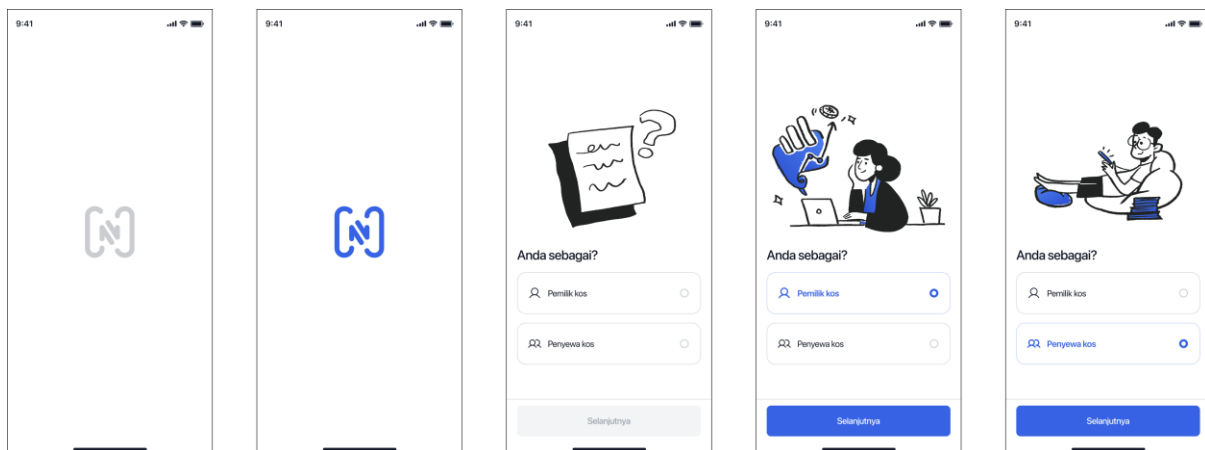 9:41
9:41
9:41
Anda sebagai?
Pemilik kos
Penyewa kos
Selanjutnya
9:41
Anda sebagai?
Pemilik kos
Penyewa kos
Selanjutnya
9:41
Anda sebagai?
Pemilik kos
Penyewa kos
Selanjutnya